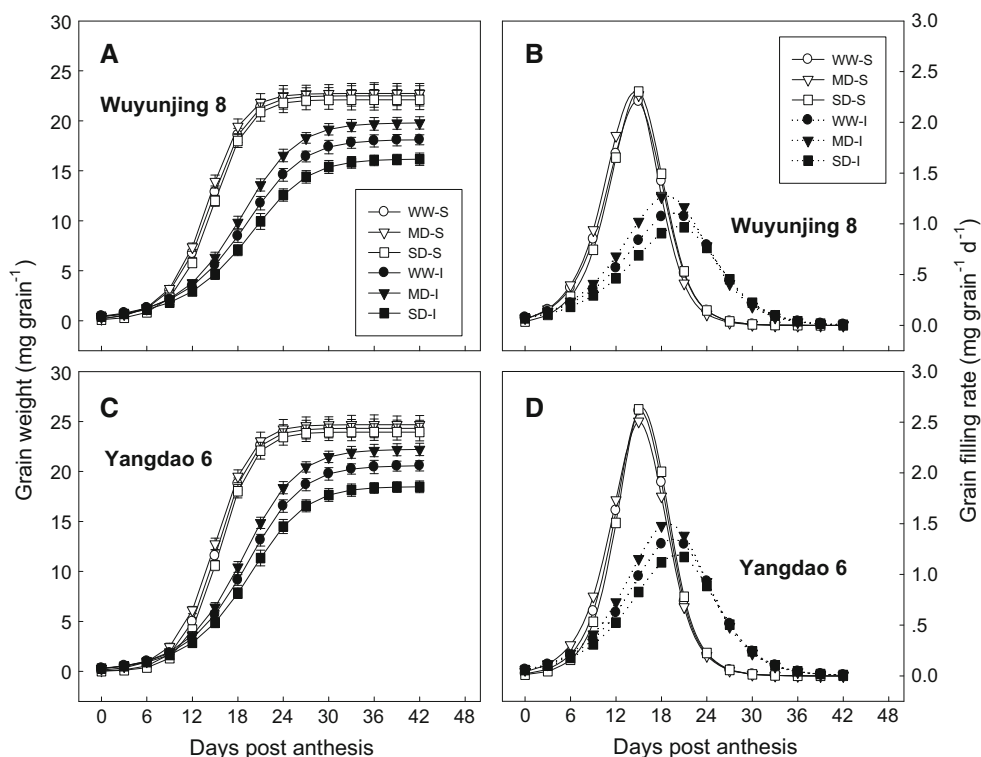 A
Wuyunjing 8
WW-S
MD-S
SD-S
WW-I
MD-I
SD-I
30
25
20
15
10
5
0
B
Wuyunjing 8
WW-S
MD-S
SD-S
WW-I
MD-I
SD-I
3.0
2.5
2.0
1.5
1.0
.5
0.0
C
Yangdao 6
30
25
20
15
10
5
0
0 6 12 18 24 30 36 42 48
Days post anthesis
Grain weight (mg grain⁻¹)
D
Yangdao 6
3.0
2.5
2.0
1.5
1.0
.5
0.0
0 6 12 18 24 30 36 42 48
Days post anthesis
Grain filling rate (mg grain⁻¹ d⁻¹)